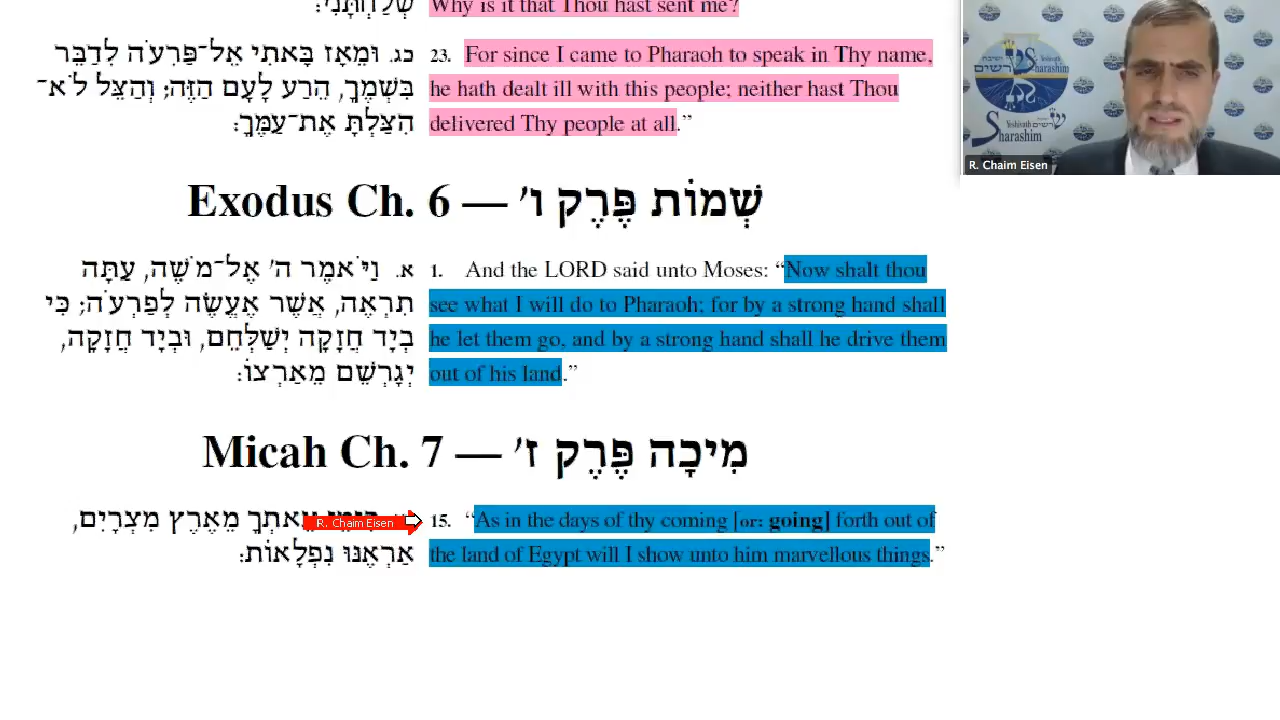 שְׁלַחְתָּנִי:
Why is it that Thou hast sent me?
כג. וּמֵאָז בָּאתִי אֶל־פַּרְעֹה לְדַבֵּר
בִּשְׁמֶךָ, הֵרַע לָעָם הַזֶּה; וְהַצֵּל לֹא־
הִצַּלְתָּ אֶת־עַמֶּךָ:
23. For since I came to Pharaoh to speak in Thy name,
he hath dealt ill with this people; neither hast Thou
delivered Thy people at all.”
Exodus Ch. 6 — שְׁמוֹת פֶּרֶק ו׳
א. וַיֹּאמֶר ה׳ אֶל־מֹשֶׁה, עַתָּה
תִרְאֶה, אֲשֶׁר אֶעֱשֶׂה לְפַרְעֹה; כִּי
בְיָד חֲזָקָה יְשַׁלְּחֵם, וּבְיָד חֲזָקָה,
יְגָרְשֵׁם מֵאַרְצוֹ:
1. And the LORD said unto Moses: “Now shalt thou
see what I will do to Pharaoh; for by a strong hand shall
he let them go, and by a strong hand shall he drive them
out of his land.”
Micah Ch. 7 — מִיכָה פֶּרֶק ז׳
מֵאֶרֶץ מִצְרָיִם,
אַרְאֶנּוּ נִפְלָאוֹת:
R. Chaim Eisen
15. “As in the days of thy coming [or: going] forth out of
the land of Egypt will I show unto him marvellous things.”
Yeshivath
Sharashim
שרשים
Yeshivath
Sharashim
R. Chaim Eisen